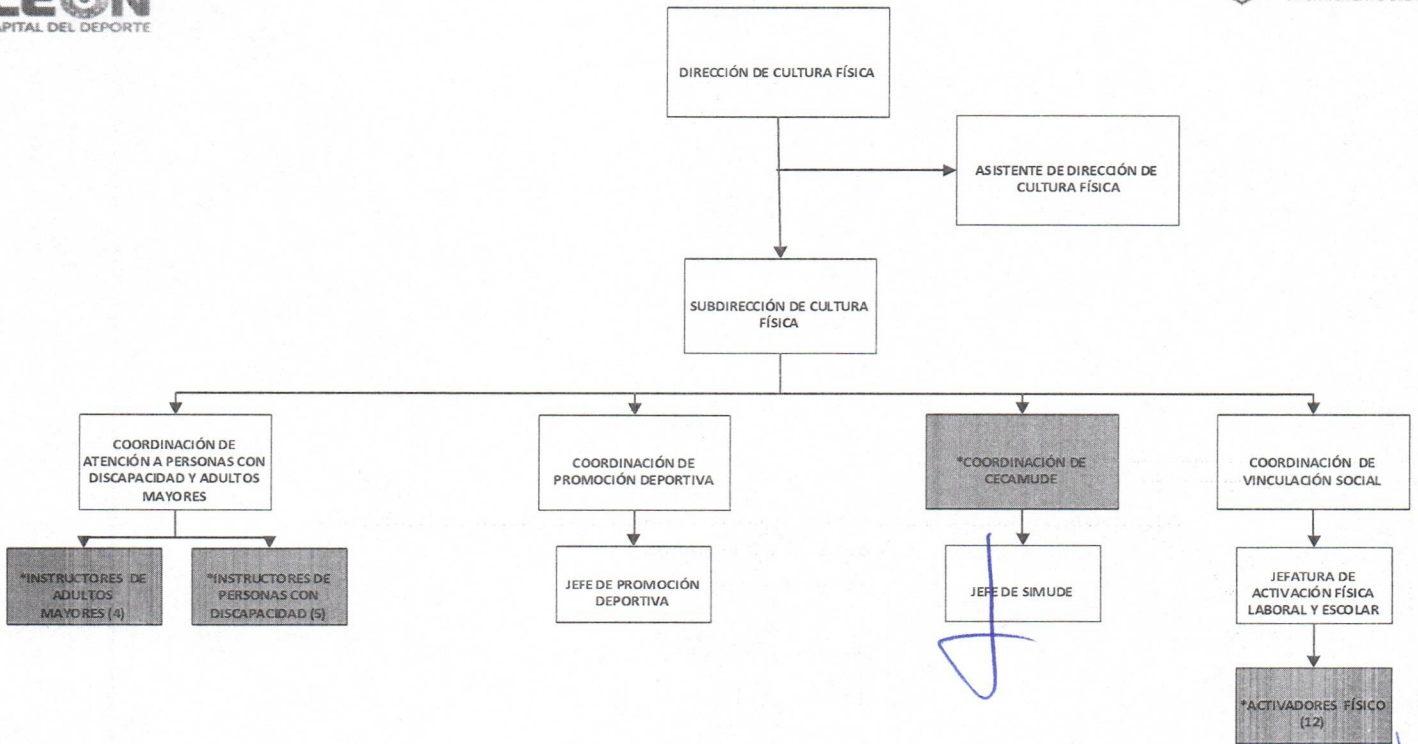 LEÓN
CAPITAL DEL DEPORTE
DIRECCIÓN DE CULTURA FÍSICA
ASISTENTE DE DIRECCIÓN DE
CULTURA FÍSICA
SUBDIRECCIÓN DE CULTURA
FÍSICA
COORDINACIÓN DE
ATENCIÓN A PERSONAS CON
DISCAPACIDAD Y ADULTOS
MAYORES
COORDINACIÓN DE
PROMOCIÓN DEPORTIVA
*COORDINACIÓN DE
CECAMUDE
COORDINACIÓN DE
VINCULACIÓN SOCIAL
*INSTRUCTORES DE
ADULTOS
MAYORES (4)
*INSTRUCTORES DE
PERSONAS CON
DISCAPACIDAD (5)
JEFE DE PROMOCIÓN
DEPORTIVA
JEFE DE SIMUDE
JEFATURA DE
ACTIVACIÓN FÍSICA
LABORAL Y ESCOLAR
*ACTIVADORES FÍSICO
(12)